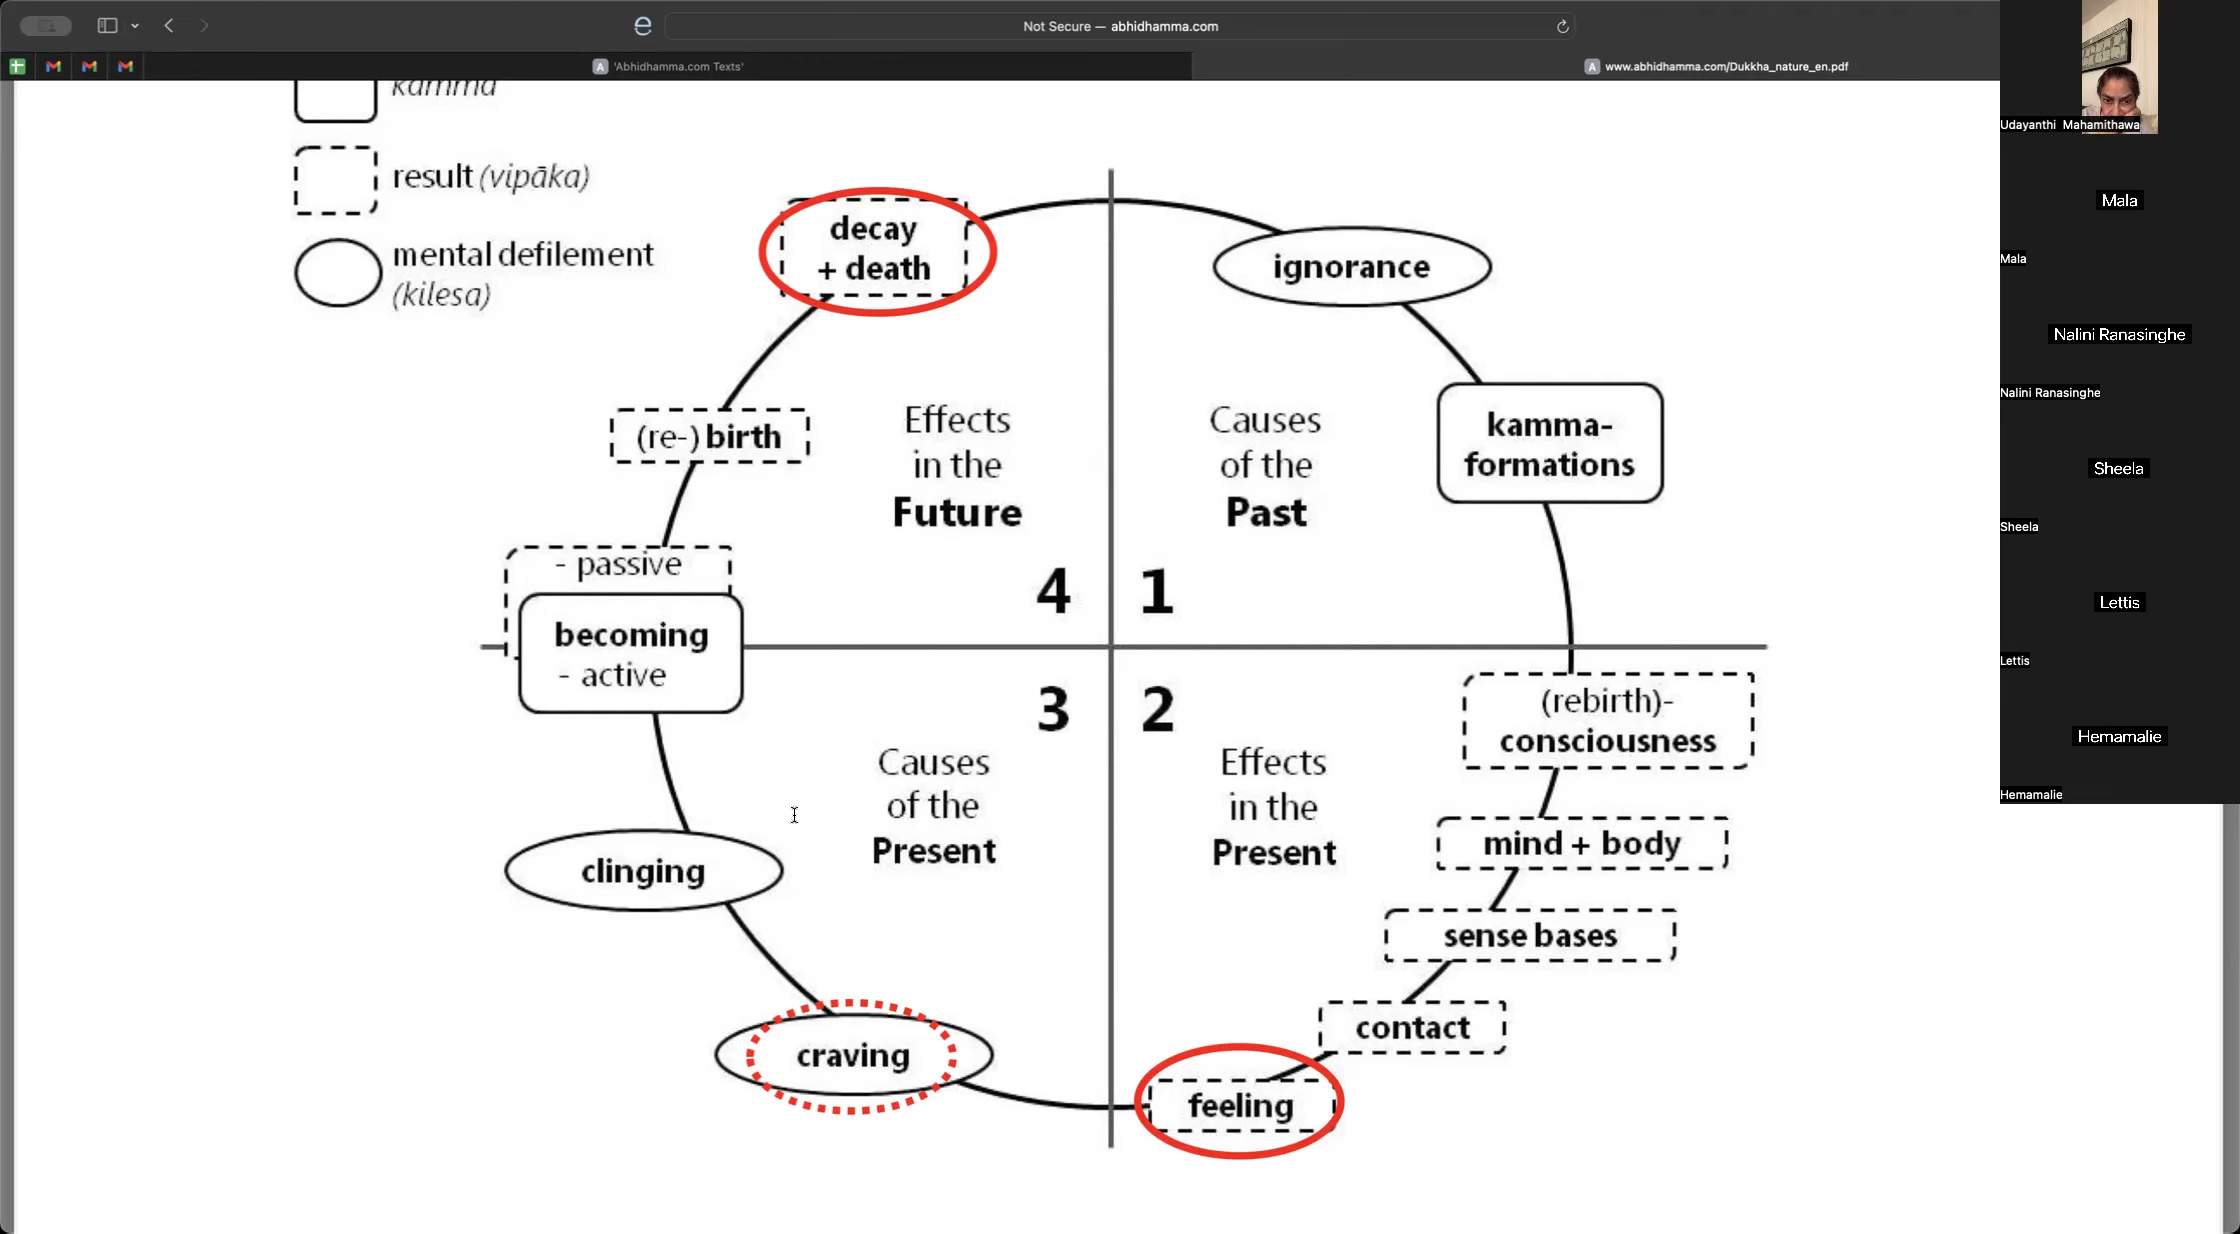 Not Secure — abhidhamma.com
'Abhidhamma.com Texts'
www.abhidhamma.com/Dukkha_nature_en.pdf
kamma
result (vipāka)
mental defilement
(kilesa)
decay
+ death
ignorance
(re-) birth
Effects
in the
Future
Causes
of the
Past
kamma-
formations
- passive
becoming
- active
4
1
3
2
(rebirth)-
consciousness
Causes
of the
Present
Effects
in the
Present
mind + body
clinging
sense bases
contact
craving
feeling
Udayanthi Mahamithawa
Mala
Mala
Nalini Ranasinghe
Nalini Ranasinghe
Sheela
Sheela
Lettis
Lettis
Hemamalie
Hemamalie